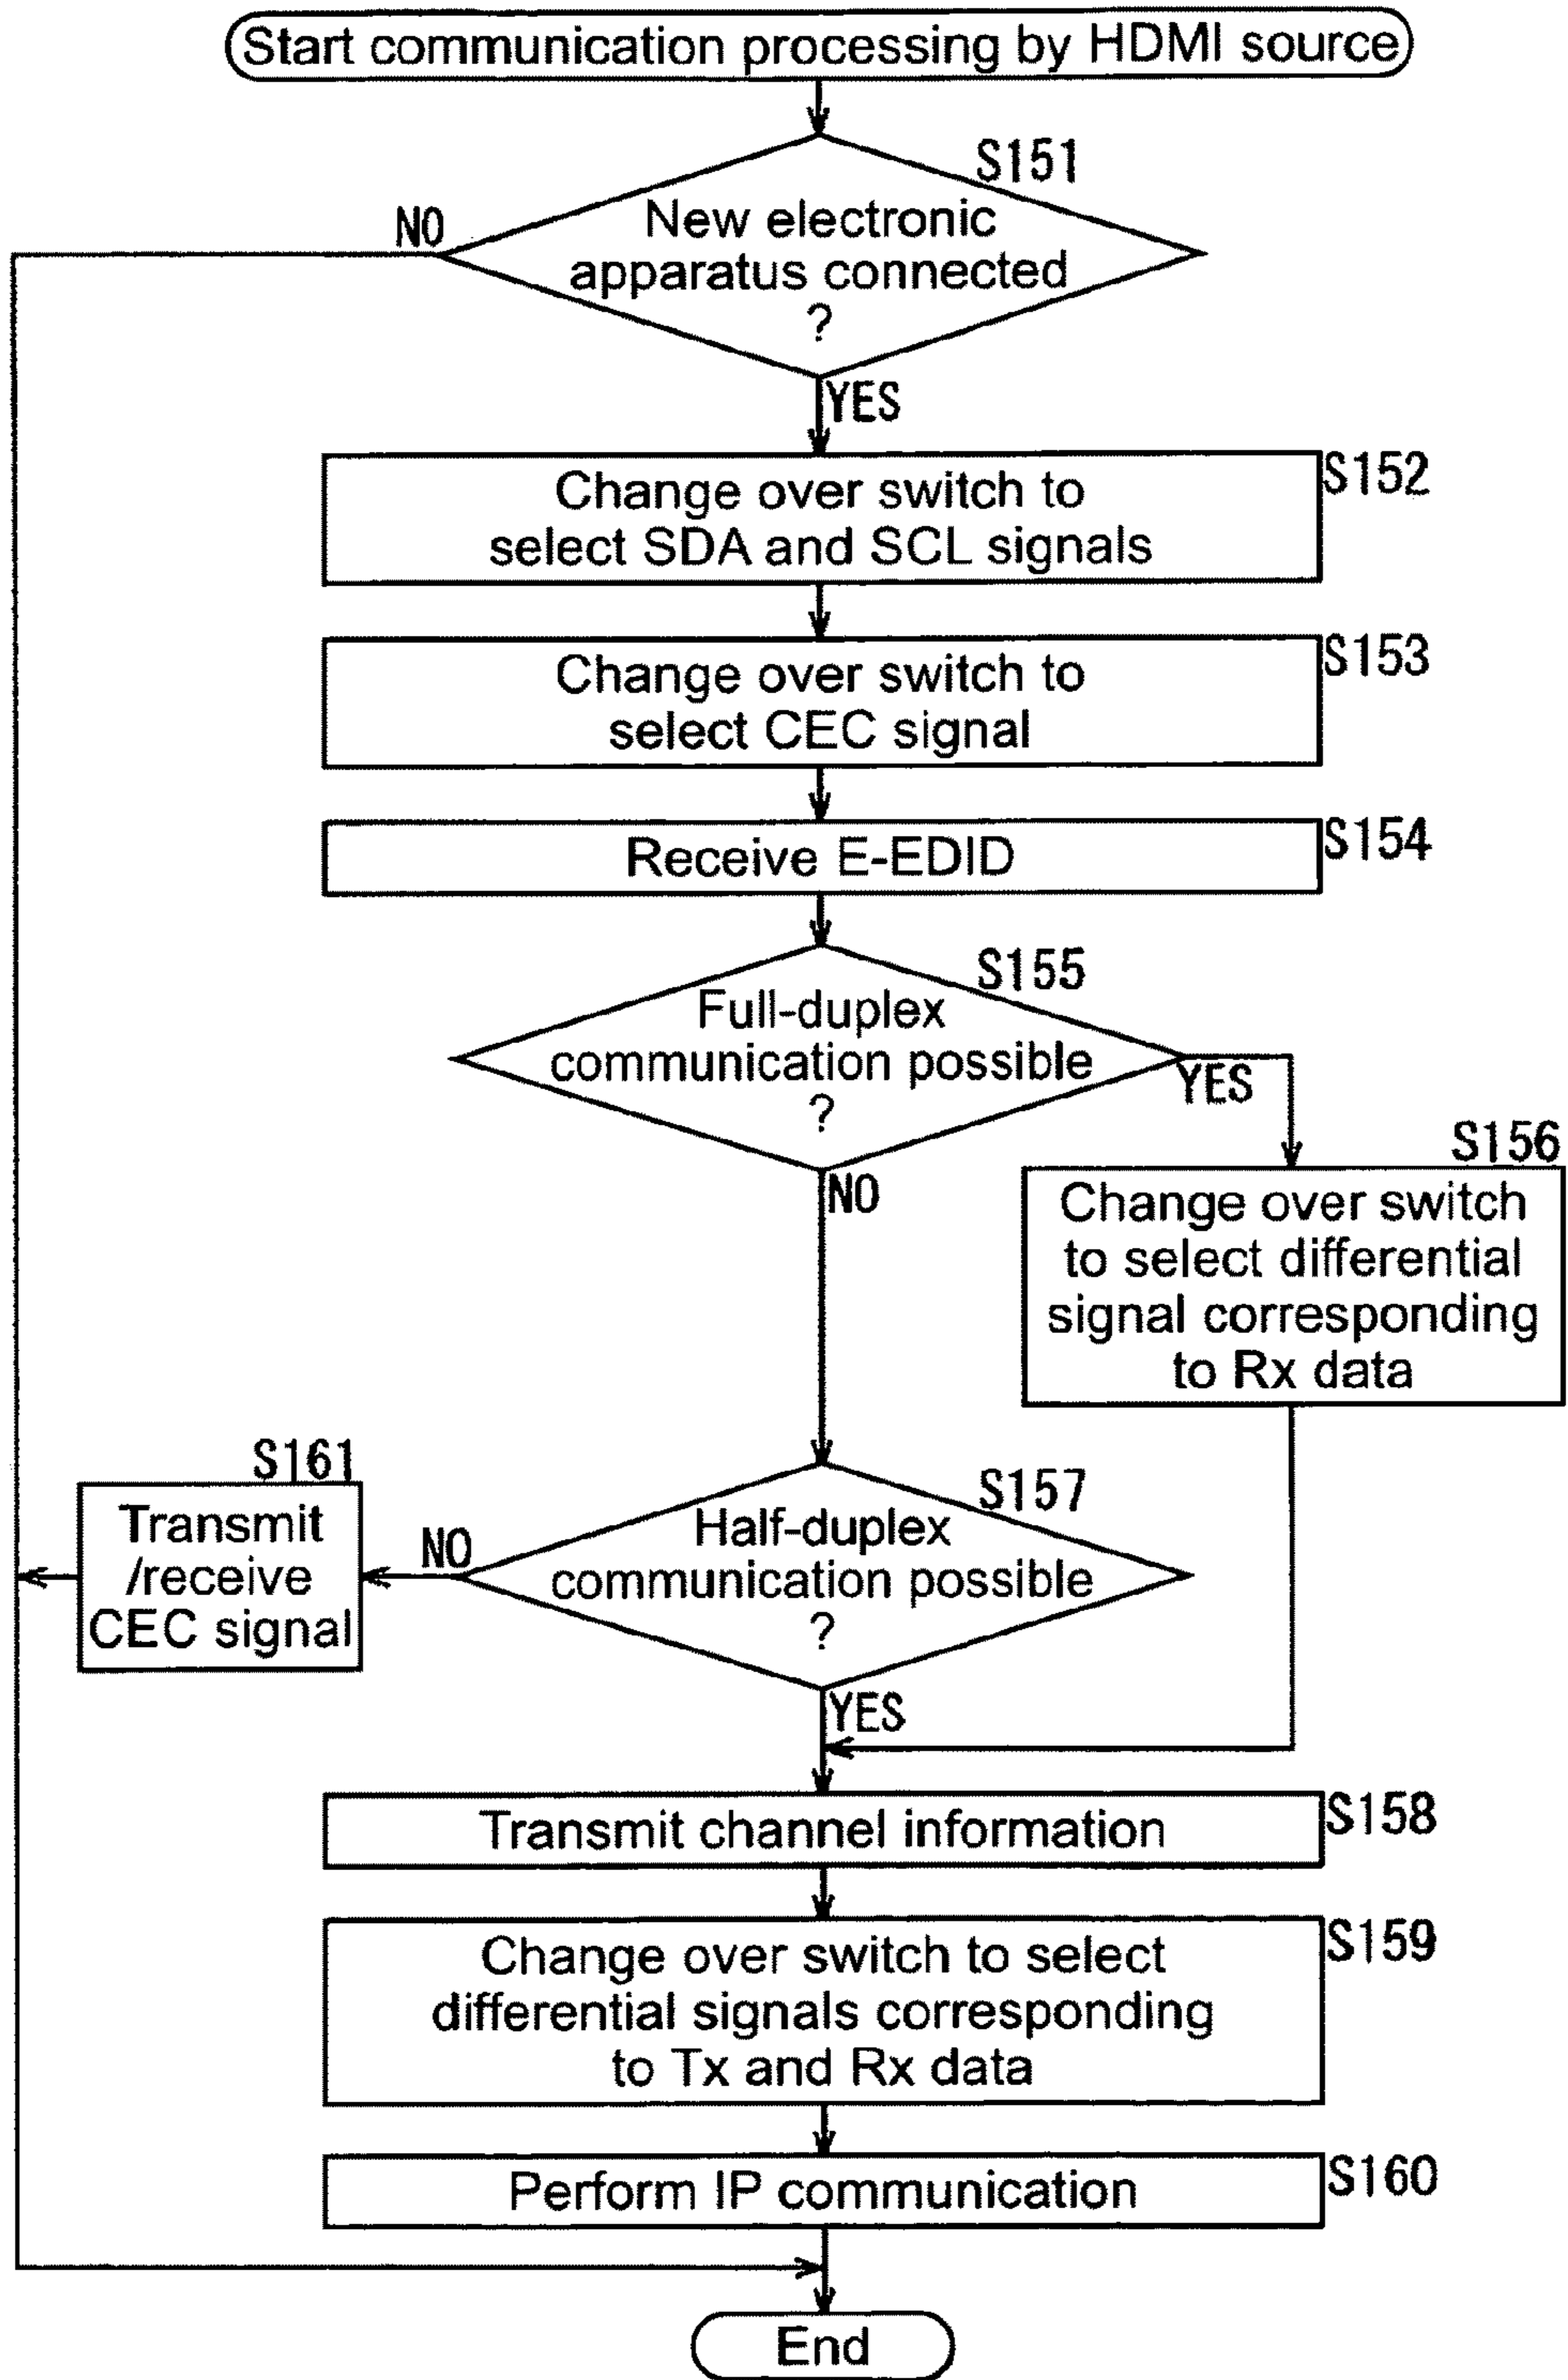 Start communication processing by HDMI source
S151
NO
New electronic
apparatus connected
?
YES
S152
Change over switch to
select SDA and SCL signals
S153
Change over switch to
select CEC signal
S154
Receive E-EDID
S155
Full-duplex
communication possible
?
YES
NO
S156
Change over switch
to select differential
signal corresponding
to Rx data
S161
Transmit
/receive
CEC signal
NO
S157
Half-duplex
communication possible
?
YES
S158
Transmit channel information
S159
Change over switch to select
differential signals corresponding
to Tx and Rx data
S160
Perform IP communication
End